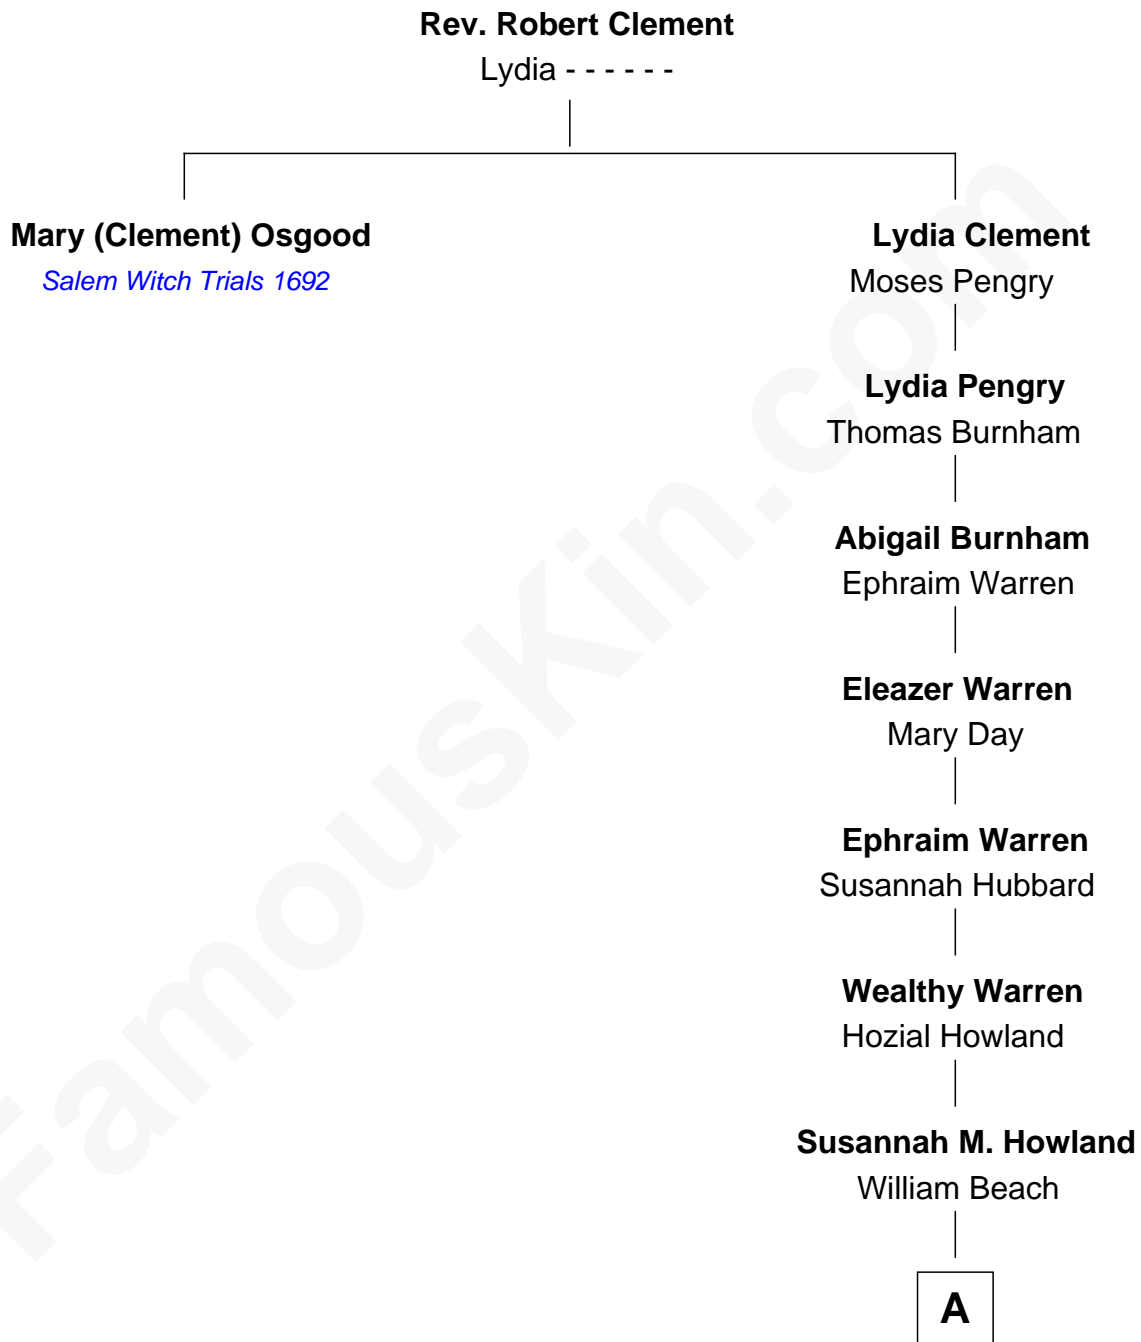 Rev. Robert Clement
Lydia - - - - - -
Mary (Clement) Osgood
Salem Witch Trials 1692
Lydia Clement
Moses Pengry
Lydia Pengry
Thomas Burnham
Abigail Burnham
Ephraim Warren
Eleazer Warren
Mary Day
Ephraim Warren
Susannah Hubbard
Wealthy Warren
Hozial Howland
Susannah M. Howland
William Beach
A
FamousKin.com